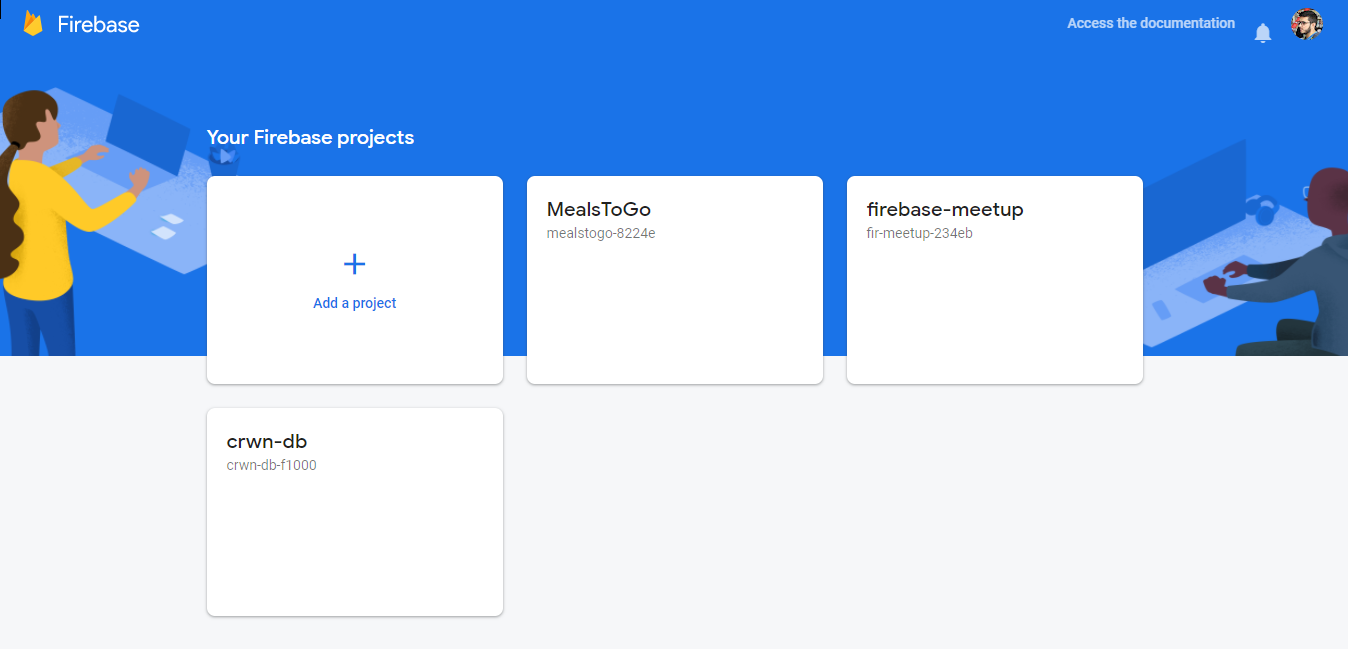 Firebase
Access the documentation
Your Firebase projects
Add a project
MealsToGo
mealstogo-8224e
firebase-meetup
fir-meetup-234eb
crwn-db
crwn-db-f1000